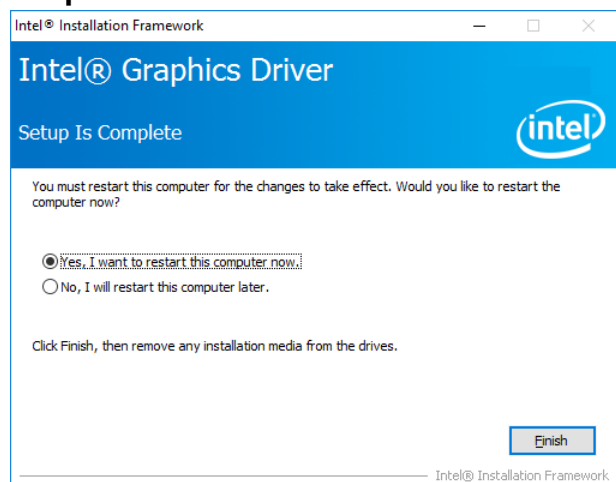 Intel® Installation Framework
Intel® Graphics Driver
Setup Is Complete
intel
You must restart this computer for the changes to take effect. Would you like to restart the
computer now?
Yes, I want to restart this computer now.
No, I will restart this computer later.
Click Finish, then remove any installation media from the drives.
Finish
Intel® Installation Framework